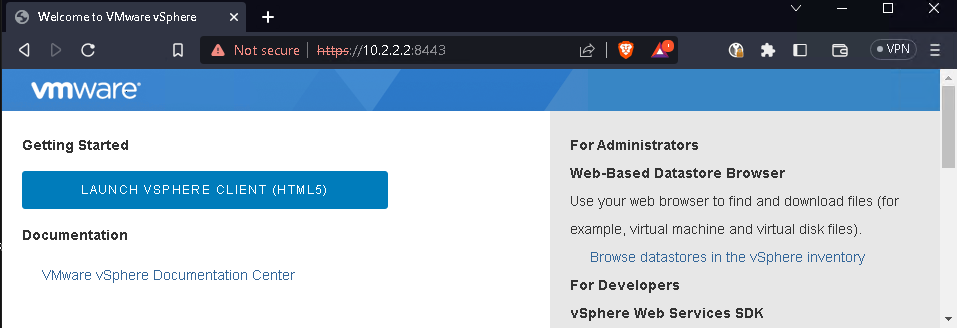 Welcome to VMware vSphere
Not secure
https://10.2.2.2:8443
VPN
vmware®
Getting Started
LAUNCH VSPHERE CLIENT (HTML5)
Documentation
VMware vSphere Documentation Center
For Administrators
Web-Based Datastore Browser
Use your web browser to find and download files (for
example, virtual machine and virtual disk files).
Browse datastores in the vSphere inventory
For Developers
vSphere Web Services SDK